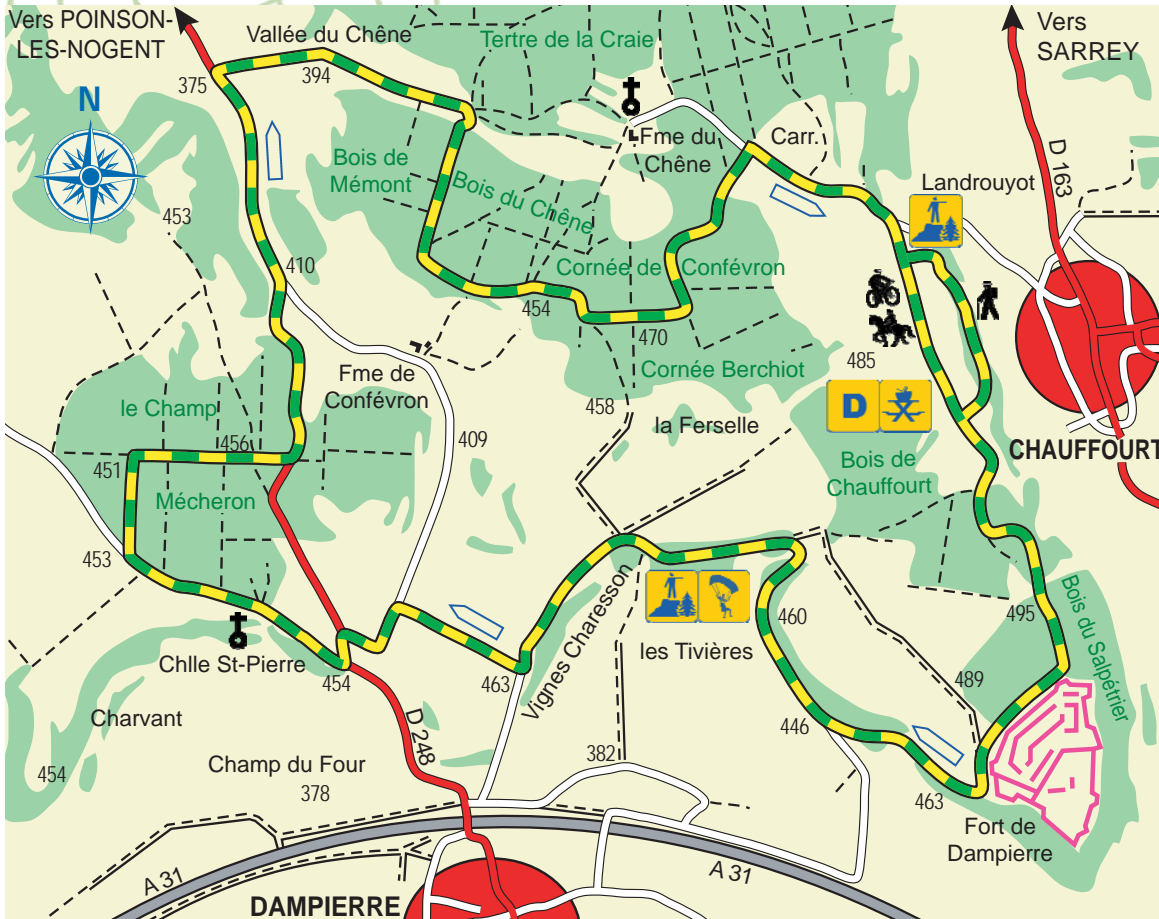 Vers POINSON-
LES-NOGENT
Vallée du Chêne
Tertre de la Craie
Vers
SARREY
375
394
N
Fme du
Chêne
Carr.
D 163
Bois de
Mémont
Bois du Chêne
Landrouyot
453
410
Cornée de
Confévron
454
470
485
Fme de
Confévron
Cornée Berchiot
le Champ
458
la Ferselle
D
409
456
451
CHAUFFOURT
Bois de
Chauffourt
Mécheron
453
Vignes Charesson
460
495
Bois du Salpétrier
les Tivières
Chlle St-Pierre
454
463
489
Charvant
D 248
446
454
Champ du Four
378
382
463
Fort de
Dampierre
A 31
A 31
DAMPIERRE